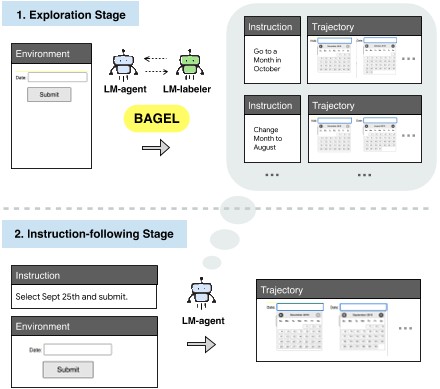 1. Exploration Stage
Environment
Date:
Submit
LM-agent
LM-labeler
BAGEL
Instruction
Trajectory
Go to a
Month in
October
Instruction
Trajectory
Change
Month to
August
2. Instruction-following Stage
Instruction
Select Sept 25th and submit.
Environment
Date:
Submit
LM-agent
Trajectory
Date:
Date: